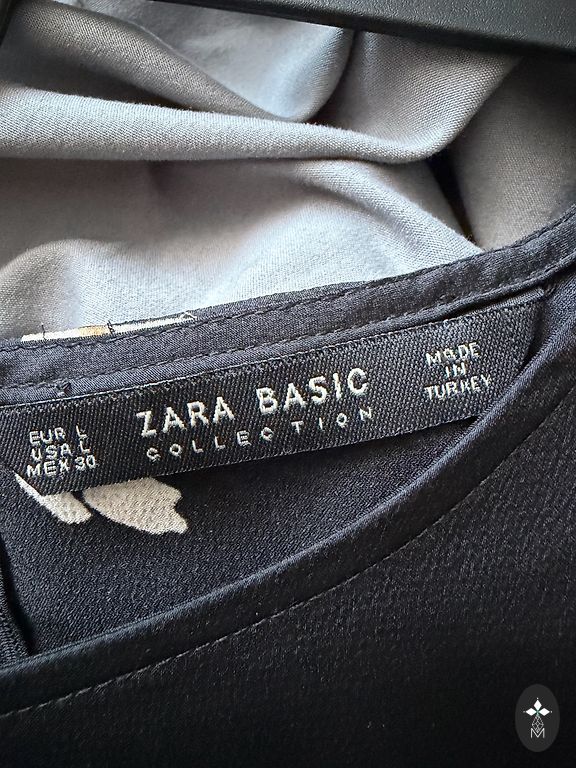 EUR L
USA L
MEX 30
ZARA BASIC
COLLECTION
MADE
IN
TURKEY
M